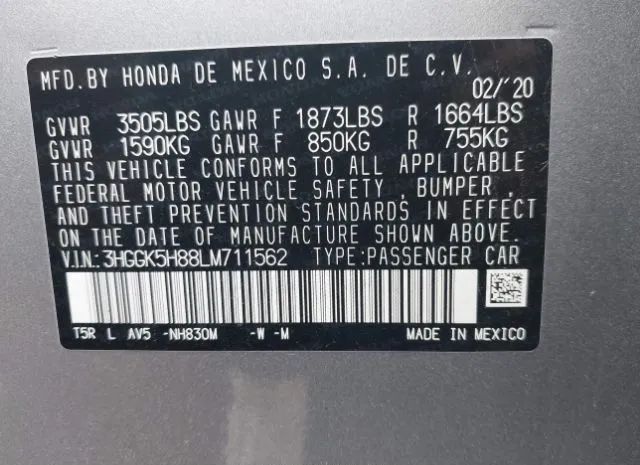 MFD.BY HONDA DE MEXICO S.A. DE C.V.
02/'20
GVWR 3505LBS GAWR F 1873LBS R 1664LBS
GVWR 1590KG GAWR F 850KG R 755KG
THIS VEHICLE CONFORMS TO ALL APPLICABLE
FEDERAL MOTOR VEHICLE SAFETY , BUMPER ,
AND THEFT PREVENTION STANDARDS IN EFFECT
ON THE DATE OF MANUFACTURE SHOWN ABOVE.
V.I.N.:3HGGK5H88LM711562 TYPE:PASSENGER CAR
T5R L AV5 -NH830M -W -M
MADE IN MEXICO